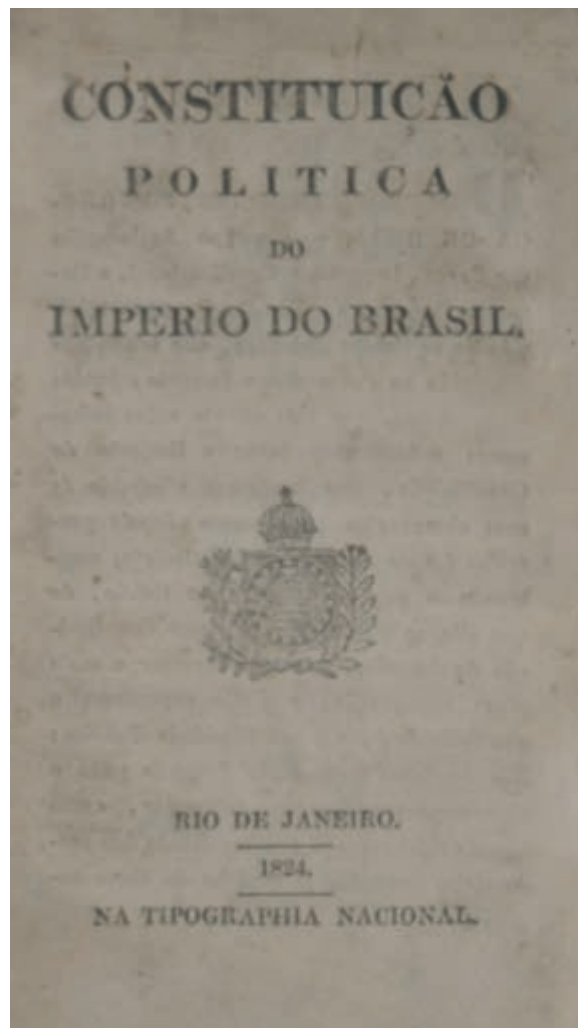 CONSTITUIÇÃO
POLITICA
DO
IMPERIO DO BRASIL.
RIO DE JANEIRO.
1824.
NA TIPOGRAPHIA NACIONAL.